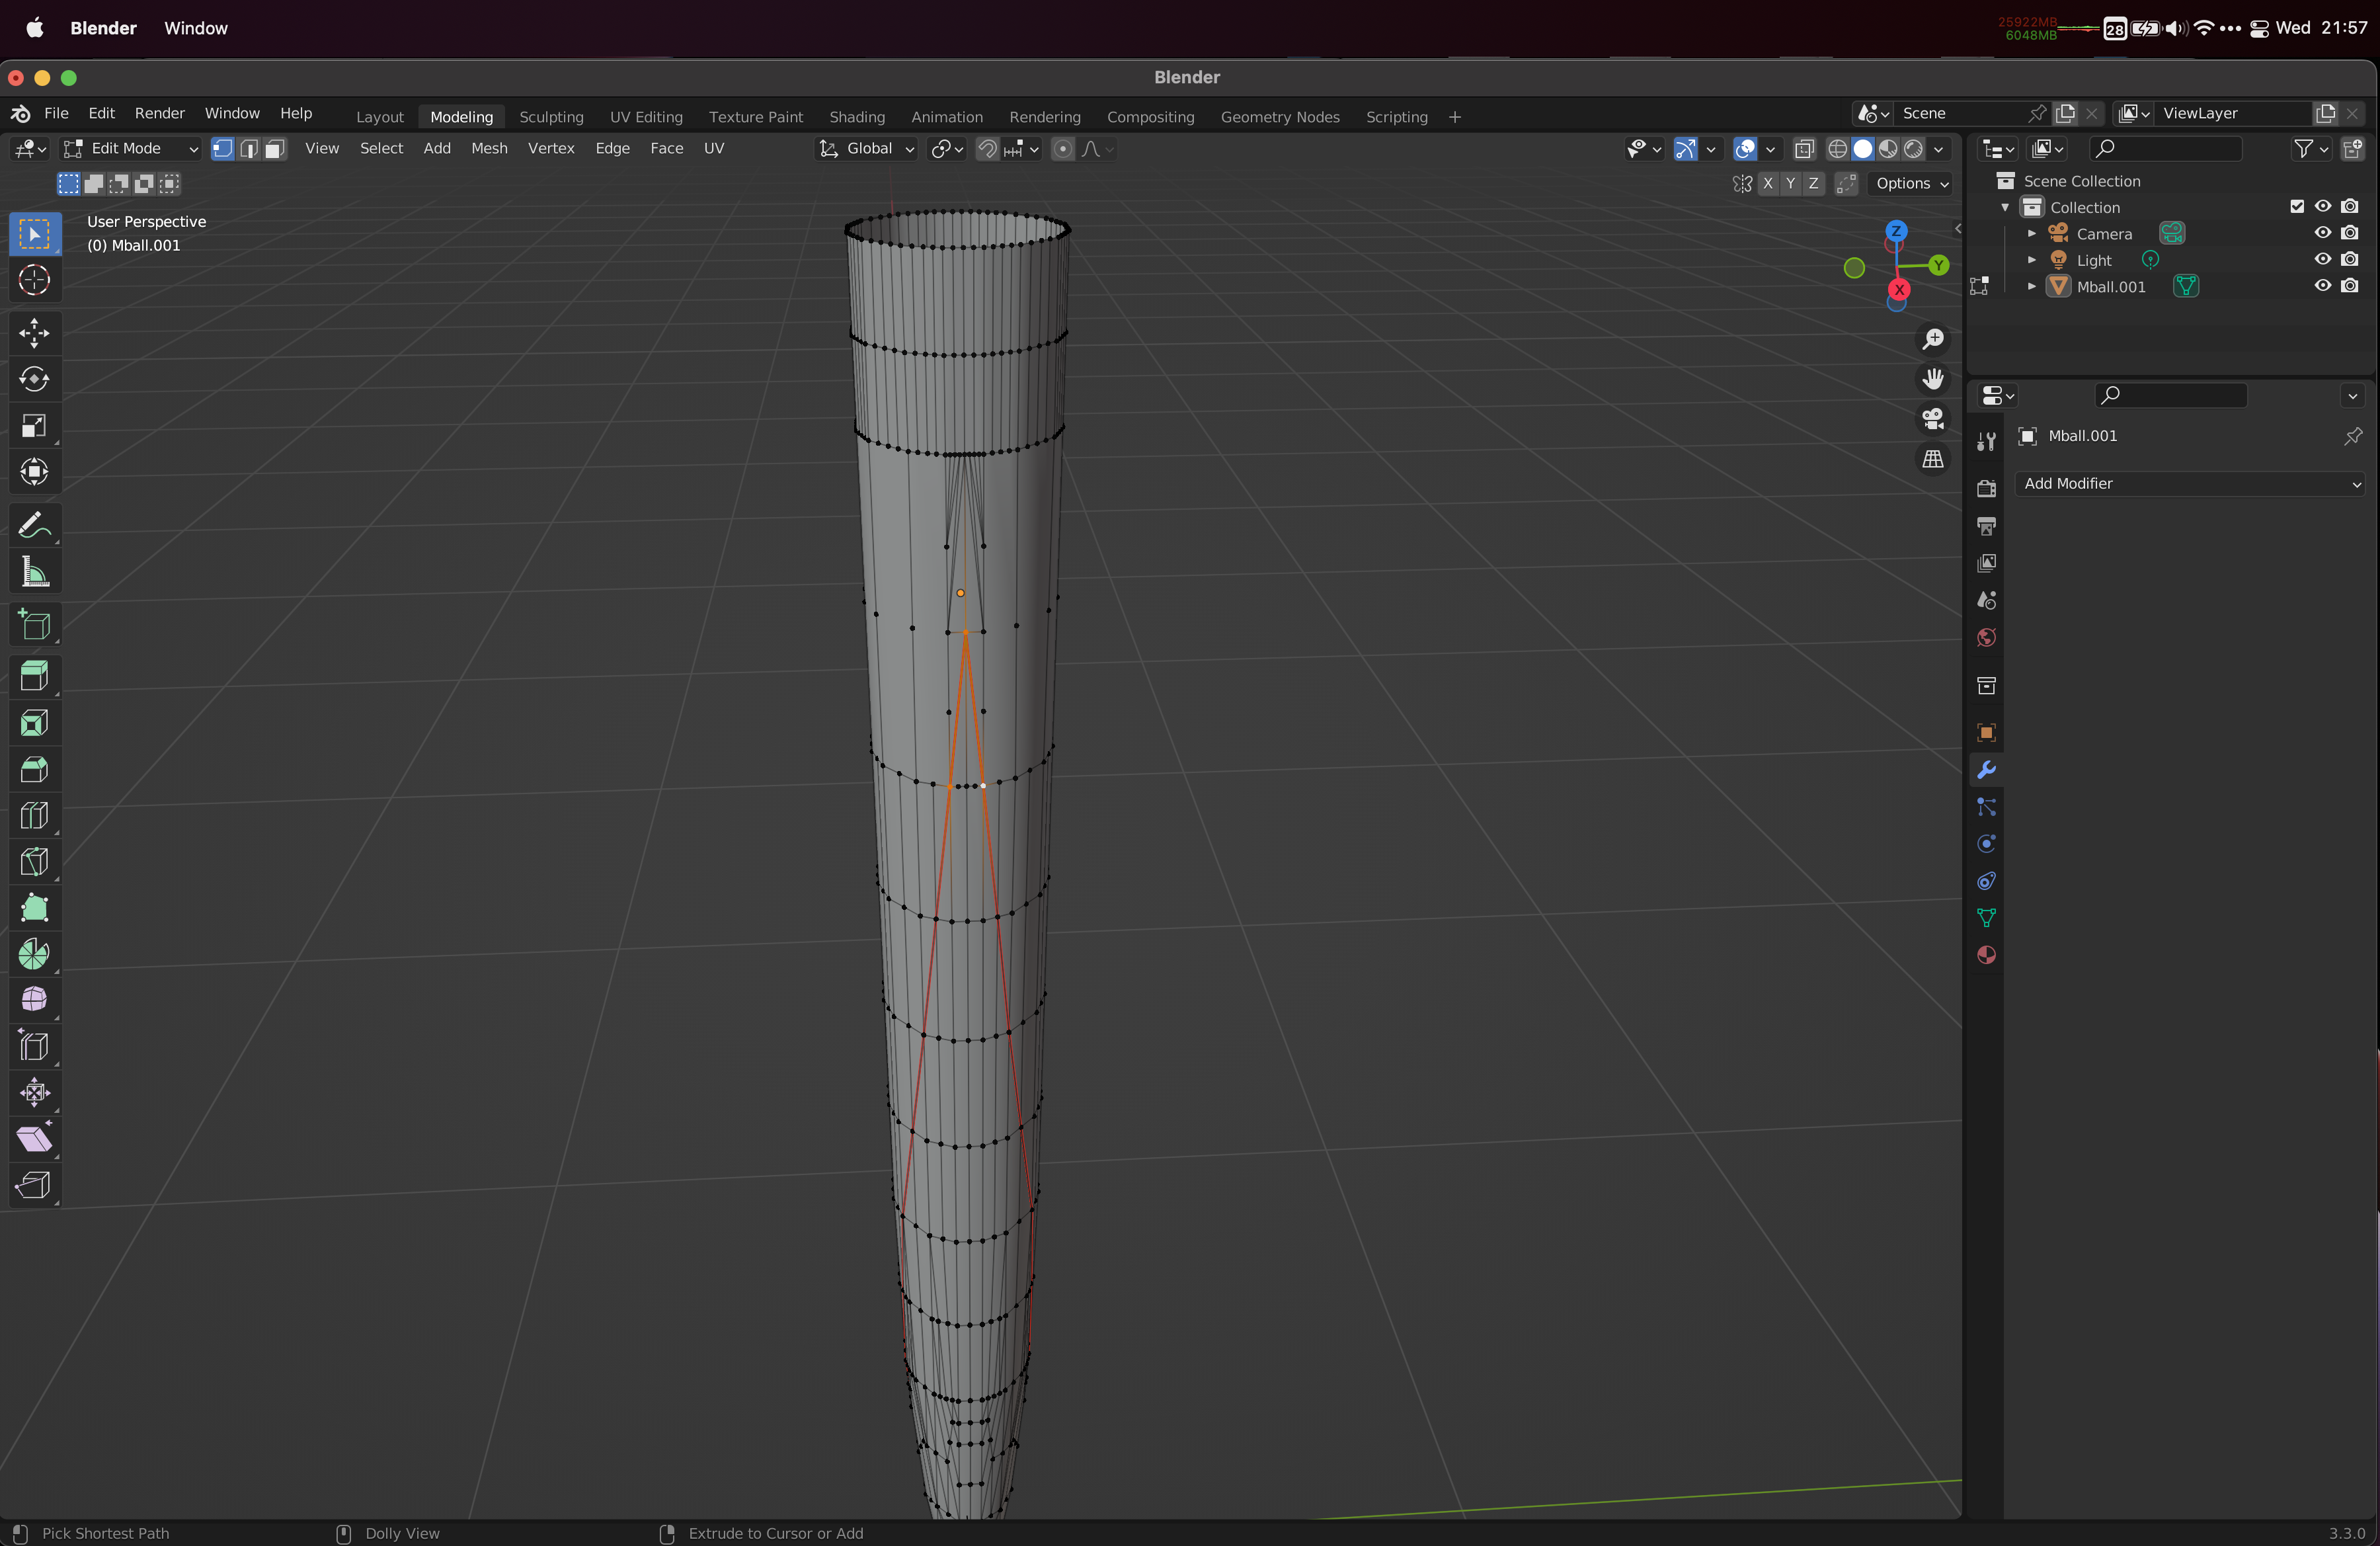 Blender Window
25922MB
6048MB
28
Wed 21:57
Blender
File Edit Render Window Help
Layout Modeling Sculpting UV Editing Texture Paint Shading Animation Rendering Compositing Geometry Nodes Scripting +
Scene
ViewLayer
Edit Mode
View Select Add Mesh Vertex Edge Face UV
Global
X Y Z
Options
User Perspective
(0) Mball.001
Z
Y
X
Scene Collection
Collection
Camera
Light
Mball.001
Mball.001
Add Modifier
Pick Shortest Path
Dolly View
Extrude to Cursor or Add
3.3.0